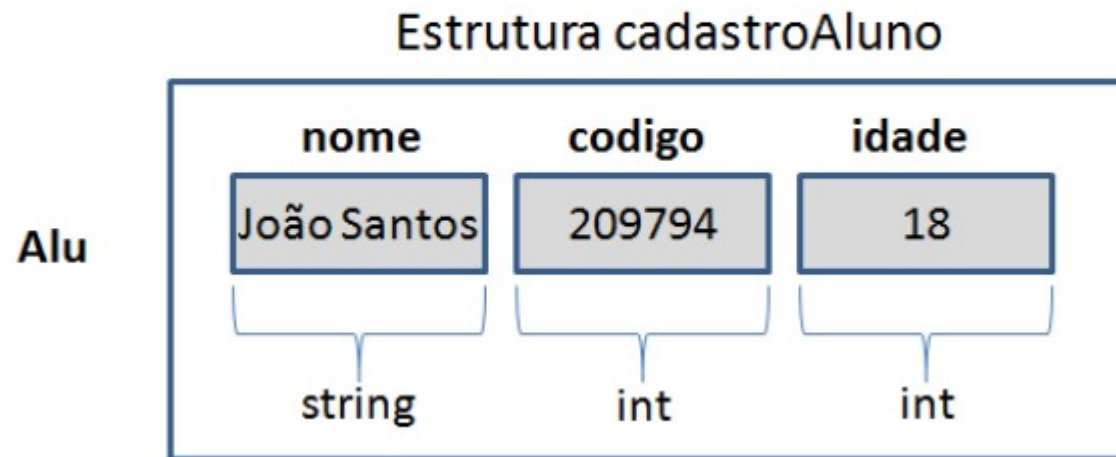 Estrutura cadastroAluno
nome codigo idade
Alu João Santos 209794 18
string int int